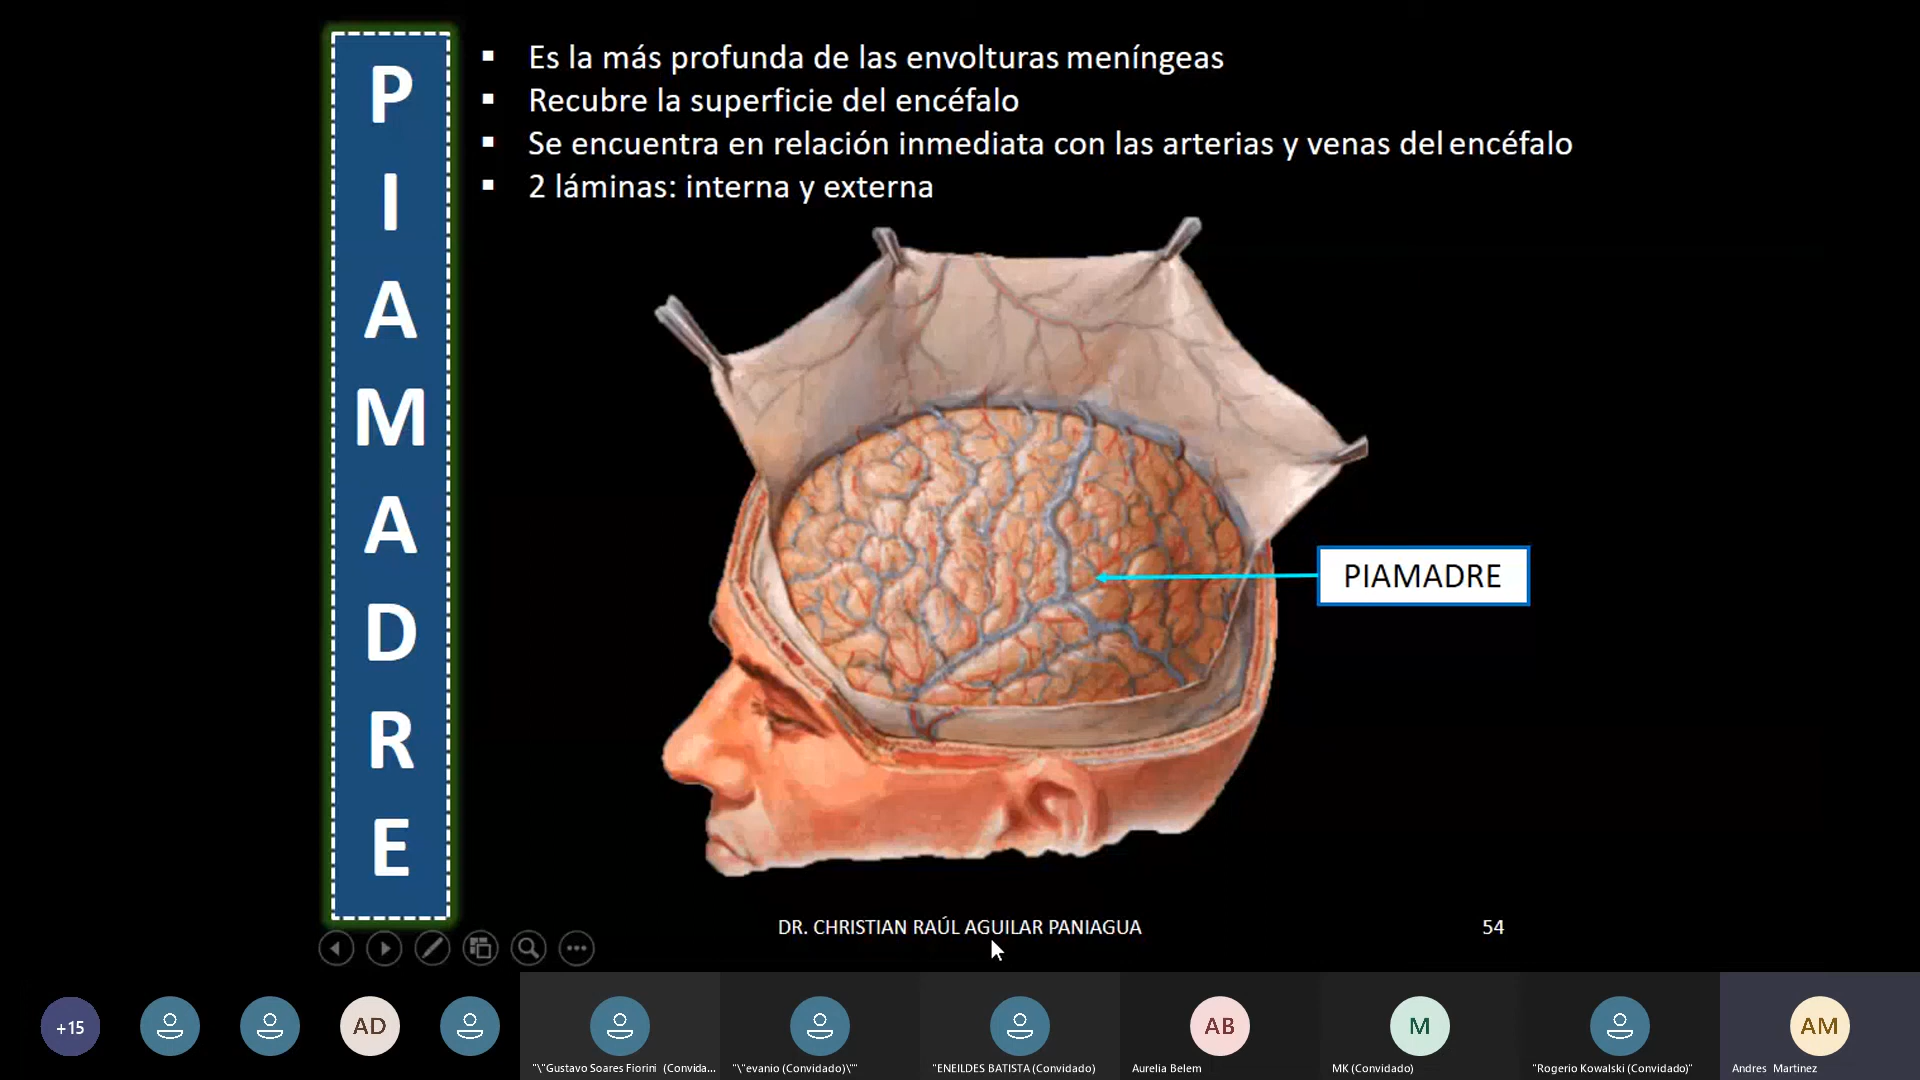 P
I
A
M
A
D
R
E
▪ Es la más profunda de las envolturas meníngeas
▪ Recubre la superficie del encéfalo
▪ Se encuentra en relación inmediata con las arterias y venas del encéfalo
▪ 2 láminas: interna y externa
PIAMADRE
DR. CHRISTIAN RAÚL AGUILAR PANIAGUA
54
+15
AD
AB
M
AM
"\"Gustavo Soares Fiorini (Convida...
"\"evanio (Convidado)\""
"ENEILDES BATISTA (Convidado)
Aurelia Belem
MK (Convidado)
"Rogerio Kowalski (Convidado)"
Andres Martinez